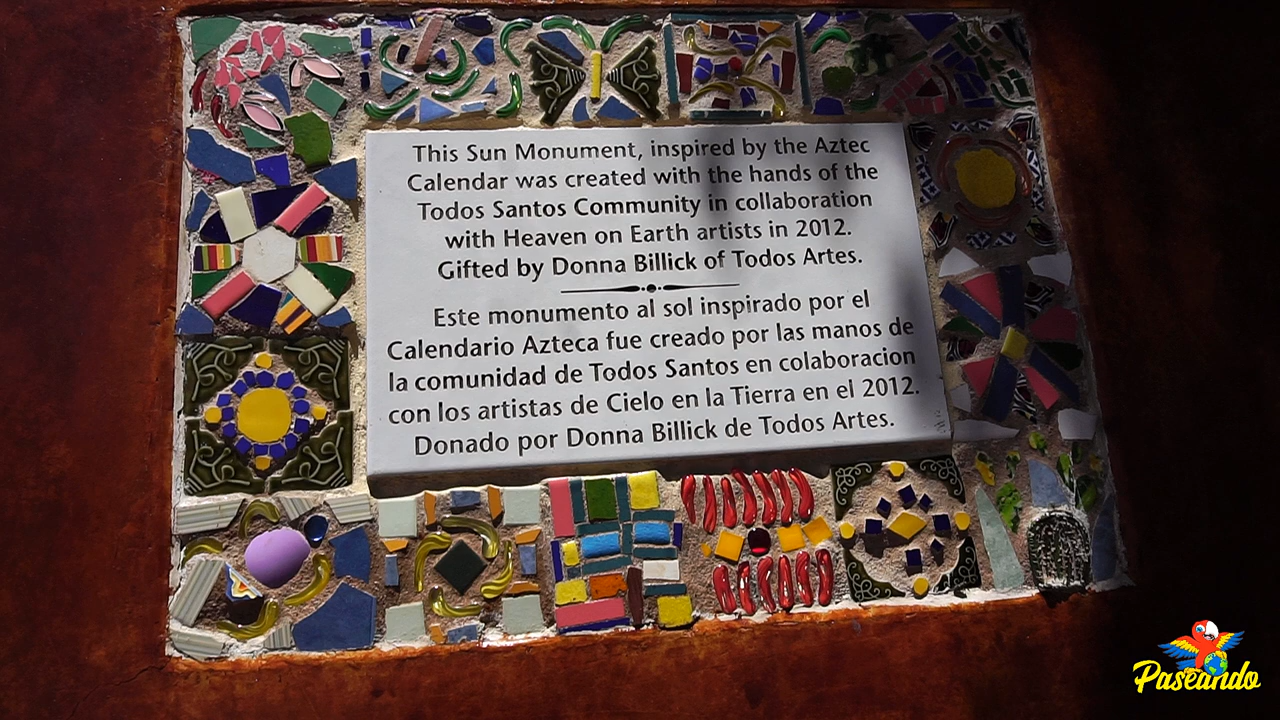 This Sun Monument, inspired by the Aztec
Calendar was created with the hands of the
Todos Santos Community in collaboration
with Heaven on Earth artists in 2012.
Gifted by Donna Billick of Todos Artes.
Este monumento al sol inspirado por el
Calendario Azteca fue creado por las manos de
la comunidad de Todos Santos en colaboracion
con los artistas de Cielo en la Tierra en el 2012.
Donado por Donna Billick de Todos Artes.
Paseando